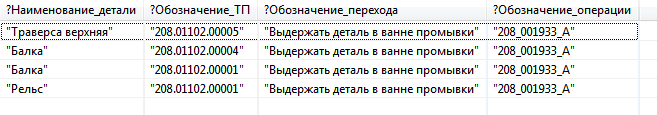 ?Наименование_детали ?Обозначение_ТП ?Обозначение_перехода ?Обозначение_операции
"Траверса верхняя" "208.01102.00005" "Выдержать деталь в ванне промывки" "208_001933_А"
"Балка" "208.01102.00004" "Выдержать деталь в ванне промывки" "208_001933_А"
"Балка" "208.01102.00001" "Выдержать деталь в ванне промывки" "208_001933_А"
"Рельс" "208.01102.00001" "Выдержать деталь в ванне промывки" "208_001933_А"